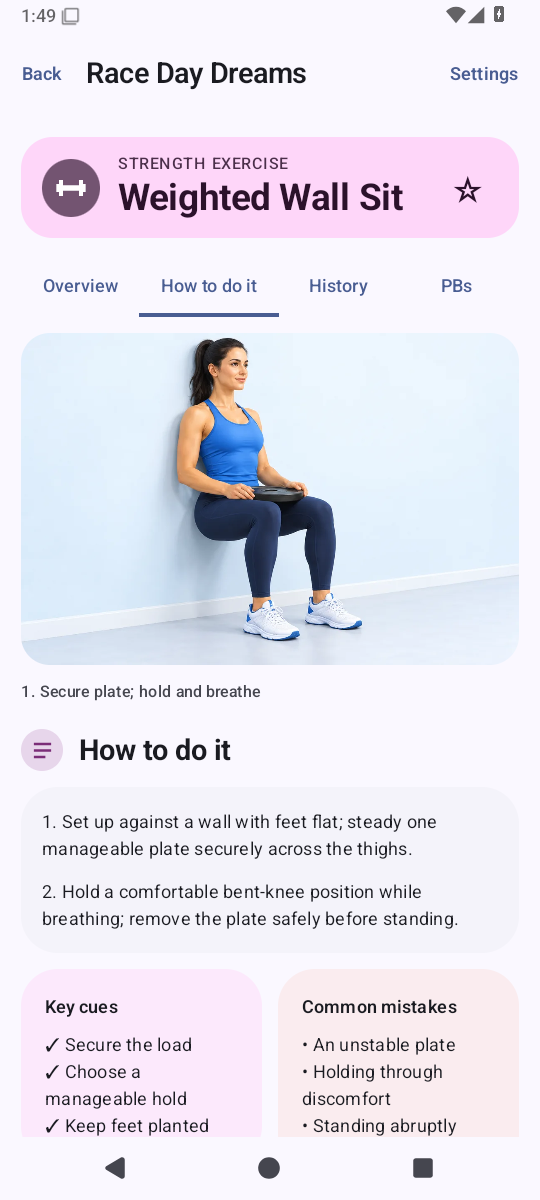 1:49
Back
Race Day Dreams
Settings
STRENGTH EXERCISE
Weighted Wall Sit
Overview
How to do it
History
PBs
1. Secure plate; hold and breathe
How to do it
1. Set up against a wall with feet flat; steady one
manageable plate securely across the thighs.
2. Hold a comfortable bent-knee position while
breathing; remove the plate safely before standing.
Key cues
✓ Secure the load
✓ Choose a
manageable hold
✓ Keep feet planted
Common mistakes
• An unstable plate
• Holding through
discomfort
• Standing abruptly